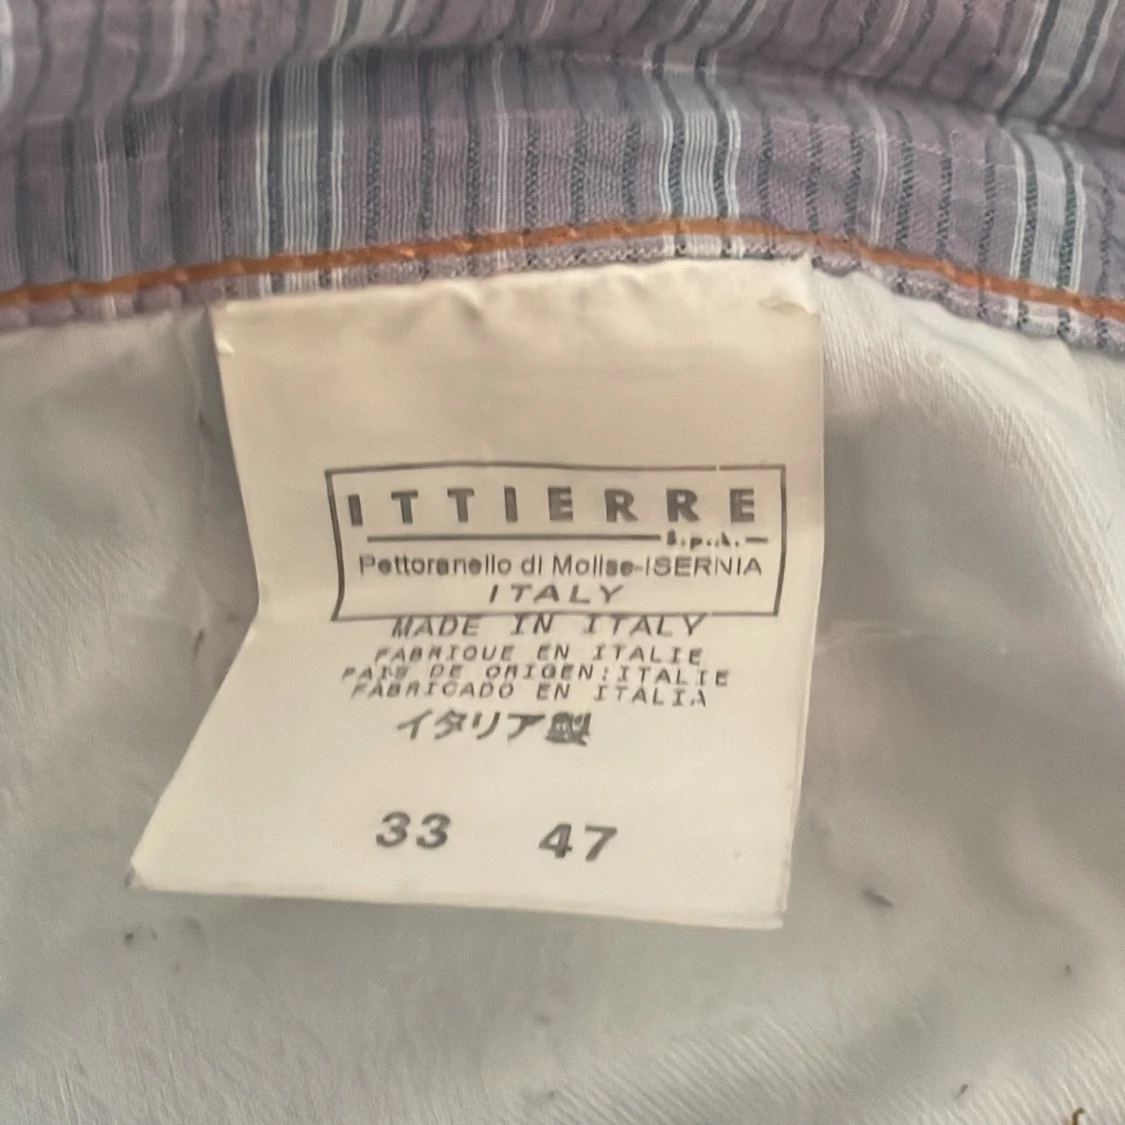 ITTIERRE
S.p.A.
Pettoranello di Molise-ISERNIA
ITALY
MADE IN ITALY
FABRIQUE EN ITALIE
PAIS DE ORIGEN:ITALIE
FABRICADO EN ITALIA
イタリア製
33 47